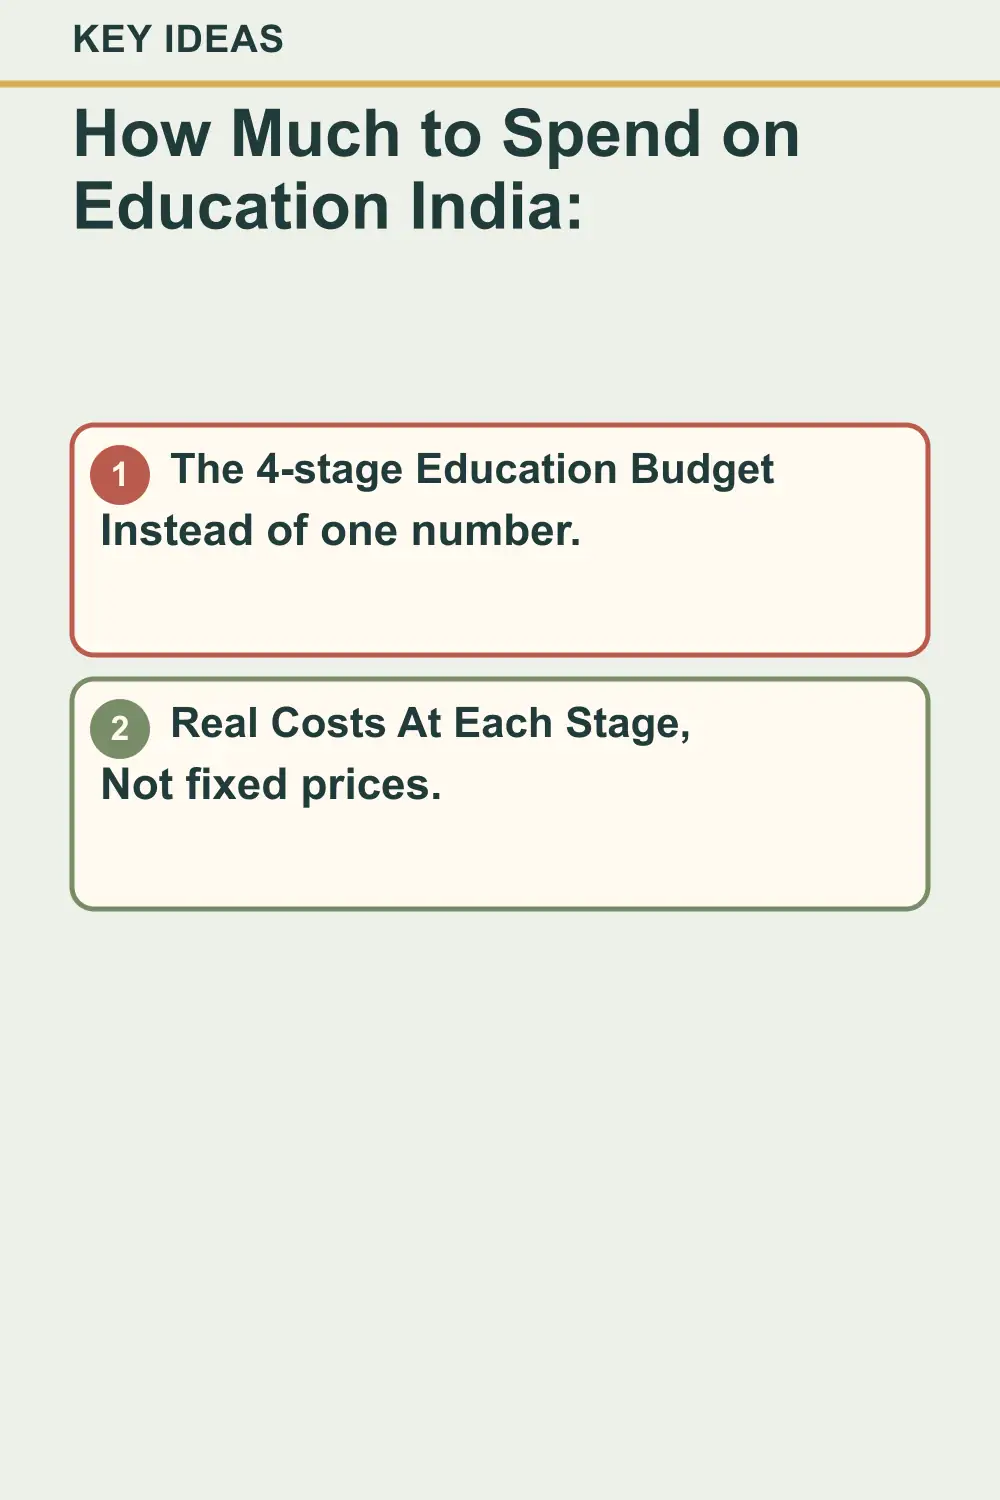 KEY IDEAS
How Much to Spend on
Education India:
1 The 4-stage Education Budget
Instead of one number.
2 Real Costs At Each Stage,
Not fixed prices.